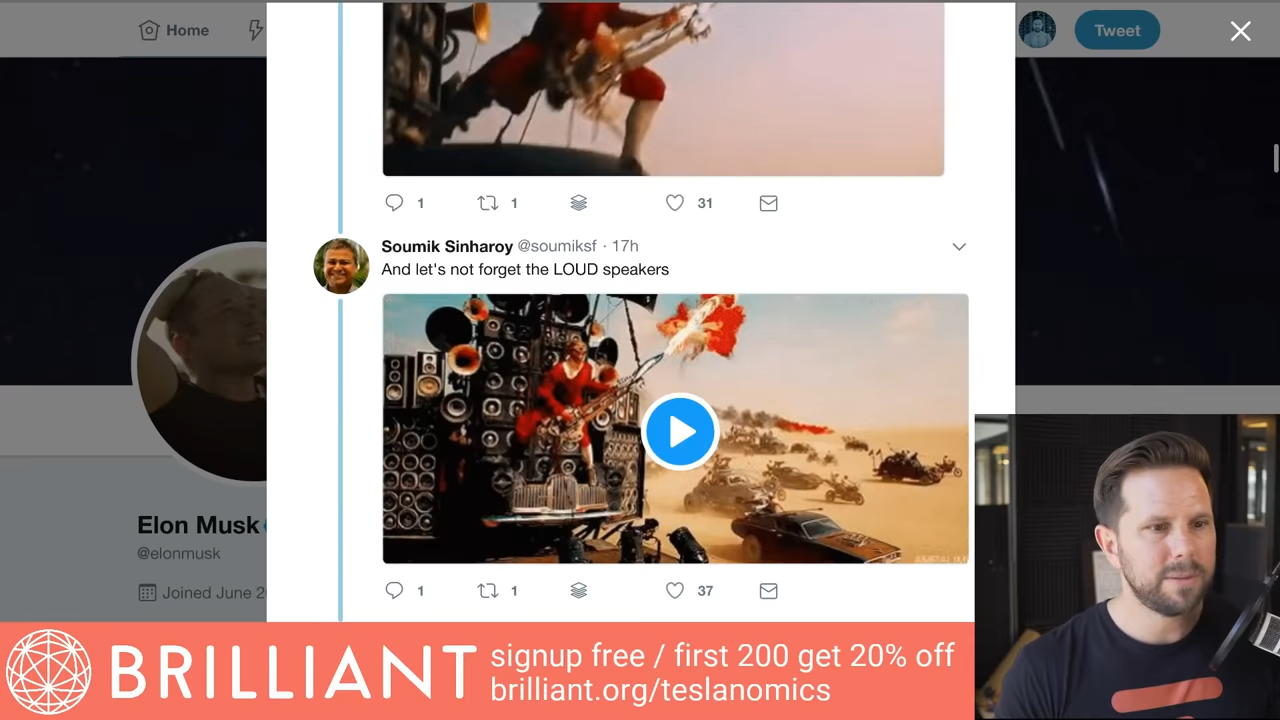 Home
Tweet
1 1 31
Soumik Sinharoy @soumiksf · 17h
And let's not forget the LOUD speakers
1 1 37
Elon Musk
@elonmusk
Joined June 2
BRILLIANT
signup free / first 200 get 20% off
brilliant.org/teslanomics